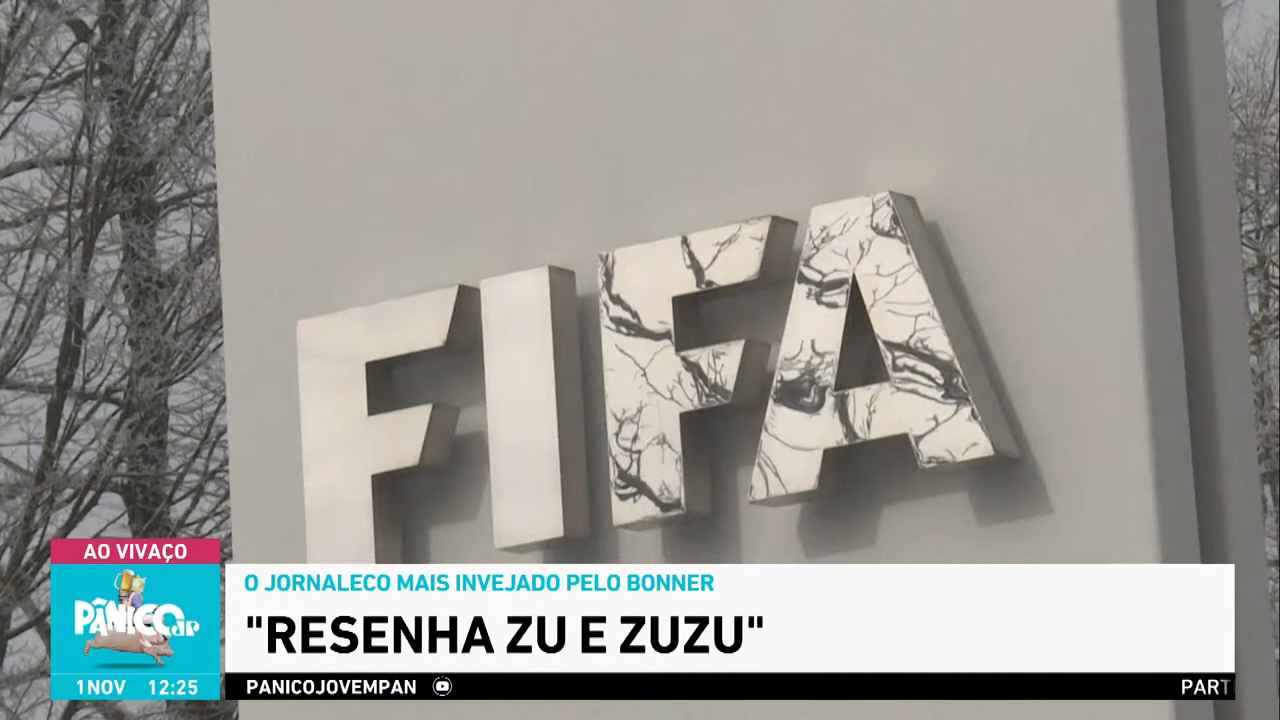 FIFA
AO VIVAÇO
PÂNICO JP
O JORNALECO MAIS INVEJADO PELO BONNER
"RESENHA ZU E ZUZU"
1NOV 12:25
PANICOJOVEMPAN
PART